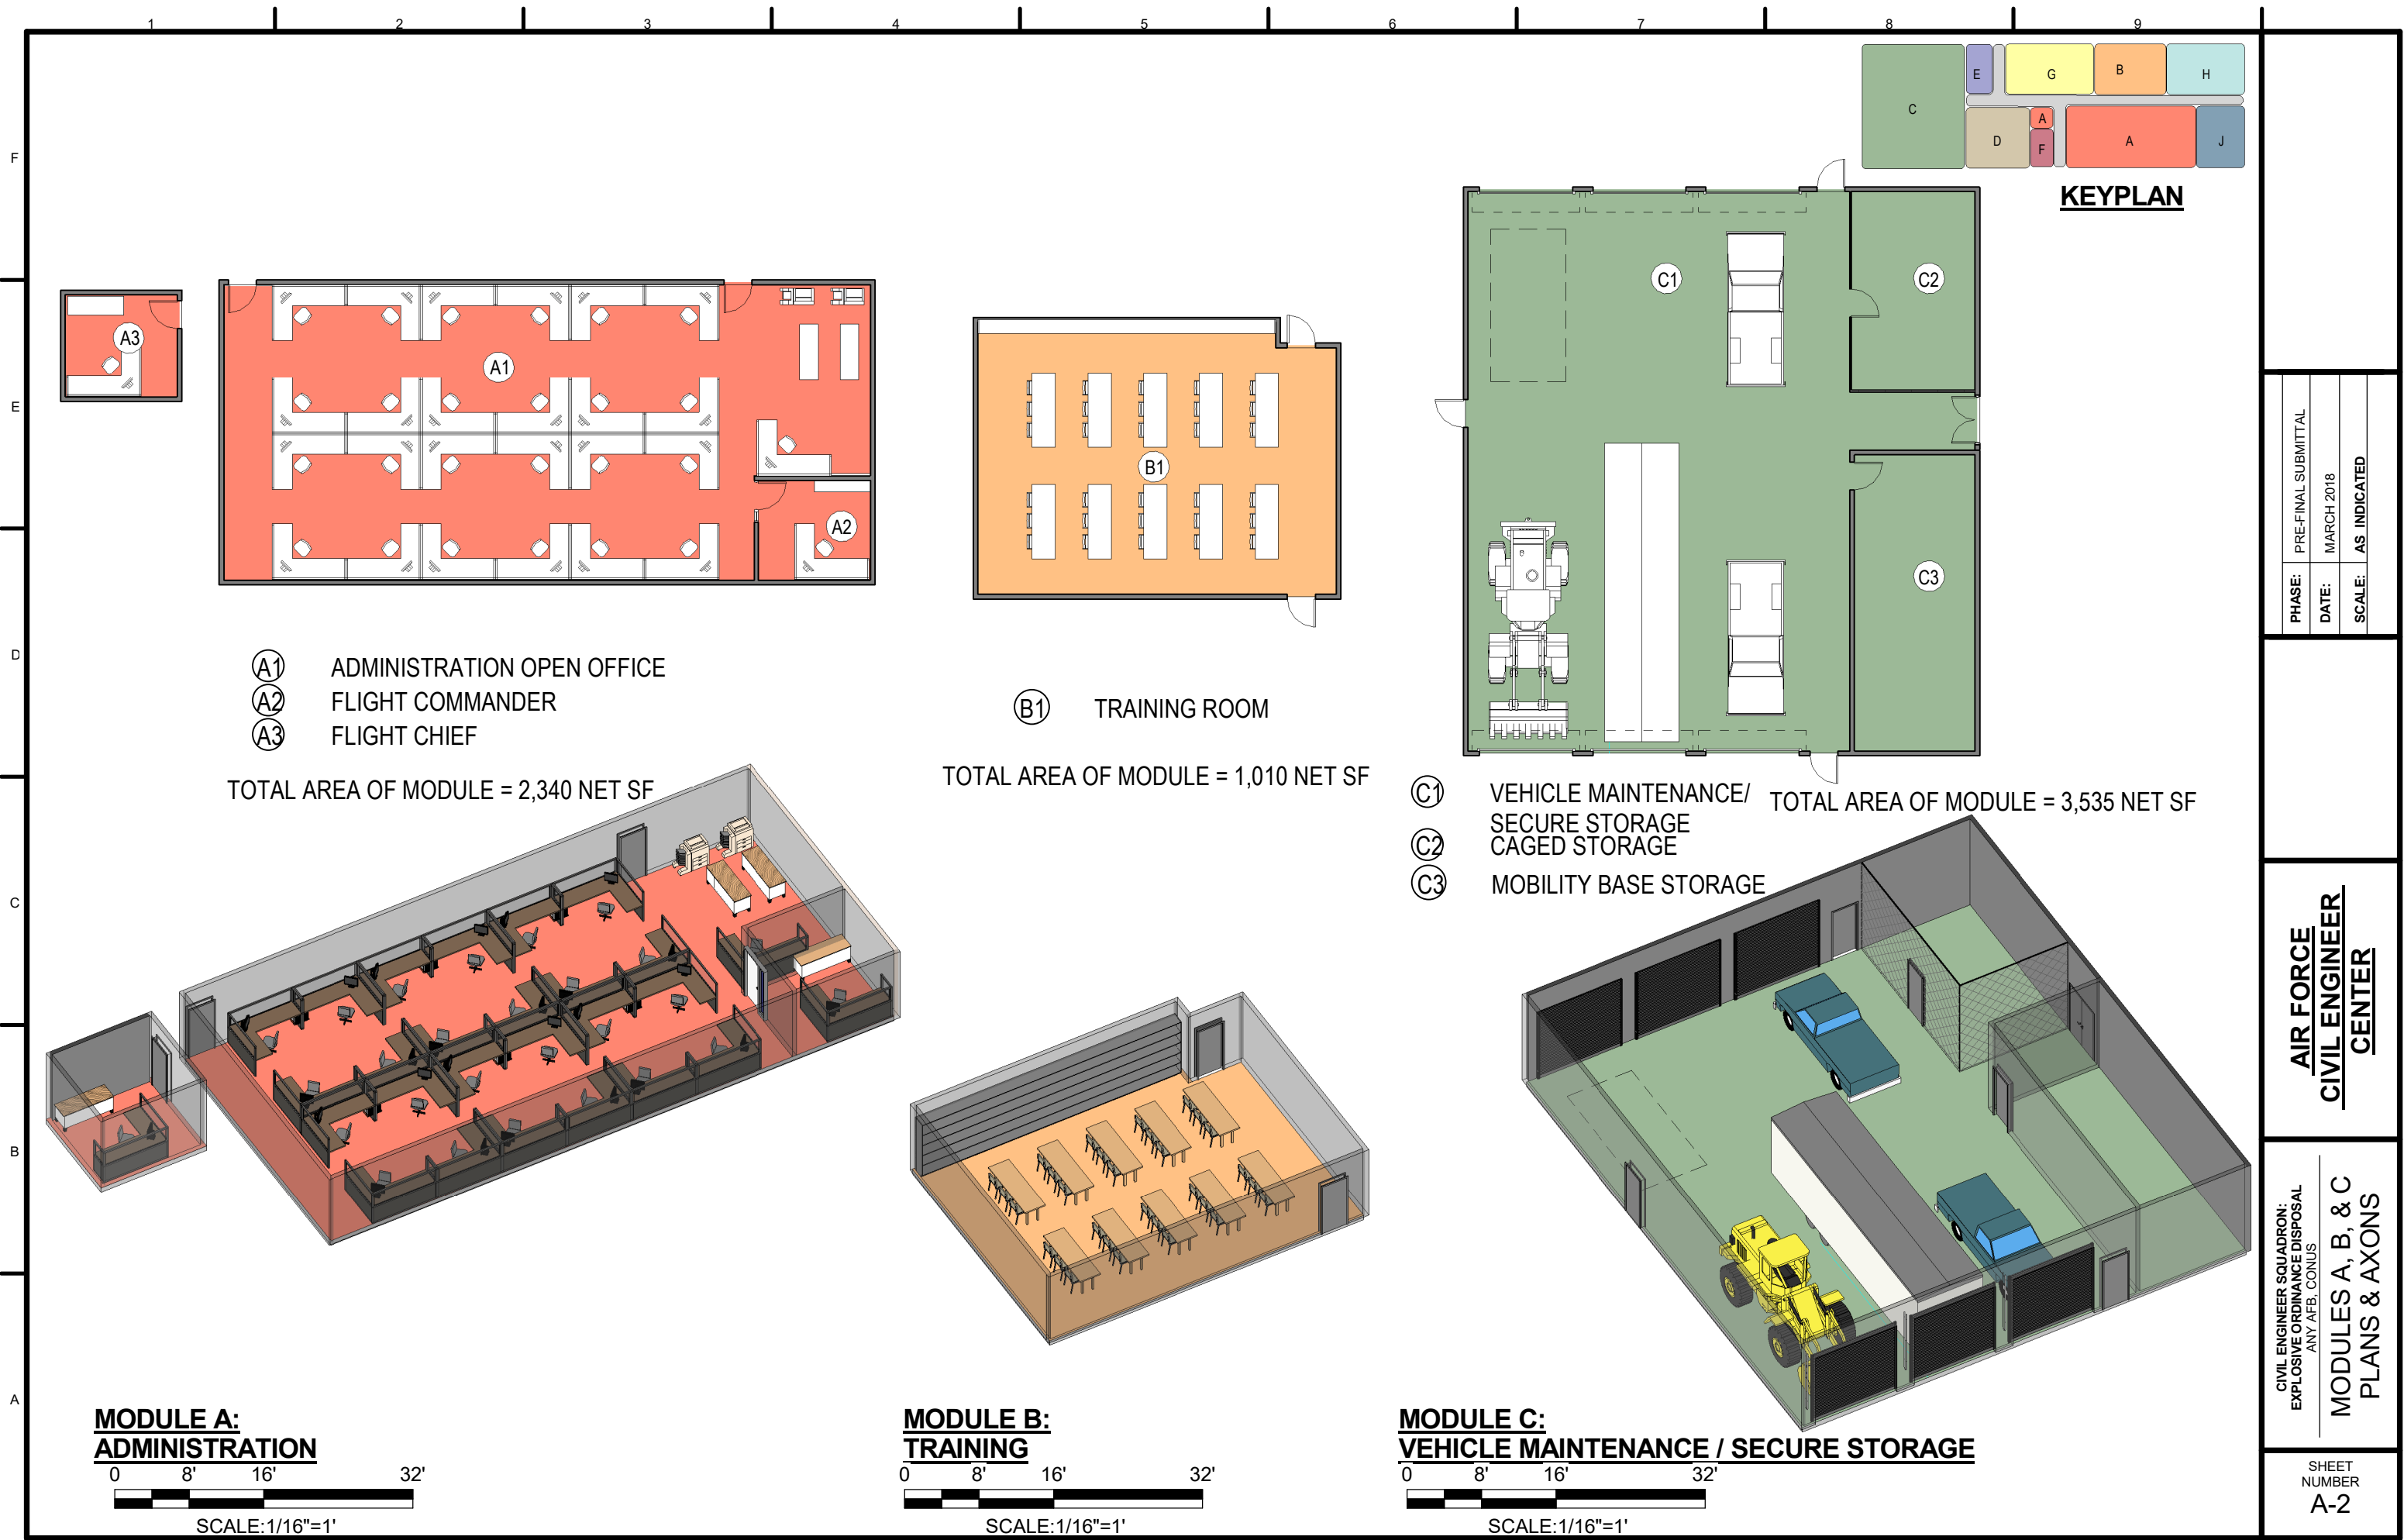 1 2 3 4 5 6 7 8 9
F
E
D
C
B
A
C
E
G
B
H
D
A
F
A
J
KEYPLAN
A3
A1
A2
B1
C1
C2
C3
A1 ADMINISTRATION OPEN OFFICE
A2 FLIGHT COMMANDER
A3 FLIGHT CHIEF
TOTAL AREA OF MODULE = 2,340 NET SF
B1 TRAINING ROOM
TOTAL AREA OF MODULE = 1,010 NET SF
C1 VEHICLE MAINTENANCE/
SECURE STORAGE
C2 CAGED STORAGE
C3 MOBILITY BASE STORAGE
TOTAL AREA OF MODULE = 3,535 NET SF
MODULE A:
ADMINISTRATION
0 8' 16' 32'
SCALE:1/16"=1'
MODULE B:
TRAINING
0 8' 16' 32'
SCALE:1/16"=1'
MODULE C:
VEHICLE MAINTENANCE / SECURE STORAGE
0 8' 16' 32'
SCALE:1/16"=1'
PHASE: PRE-FINAL SUBMITTAL
DATE: MARCH 2018
SCALE: AS INDICATED
AIR FORCE
CIVIL ENGINEER
CENTER
CIVIL ENGINEER SQUADRON:
EXPLOSIVE ORDINANCE DISPOSAL
ANY AFB, CONUS
MODULES A, B, & C
PLANS & AXONS
SHEET
NUMBER
A-2